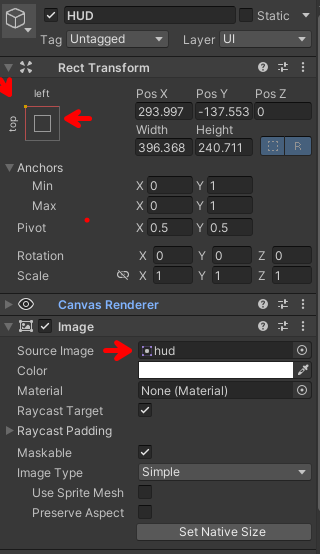 HUD Static
Tag Untagged Layer UI
Rect Transform
left Pos X Pos Y Pos Z
top 293.997 -137.553 0
Width Height
396.368 240.711 R
Anchors
Min X 0 Y 1
Max X 0 Y 1
Pivot X 0.5 Y 0.5
Rotation X 0 Y 0 Z 0
Scale X 1 Y 1 Z 1
Canvas Renderer
Image
Source Image hud
Color
Material None (Material)
Raycast Target
Raycast Padding
Maskable
Image Type Simple
Use Sprite Mesh
Preserve Aspect
Set Native Size